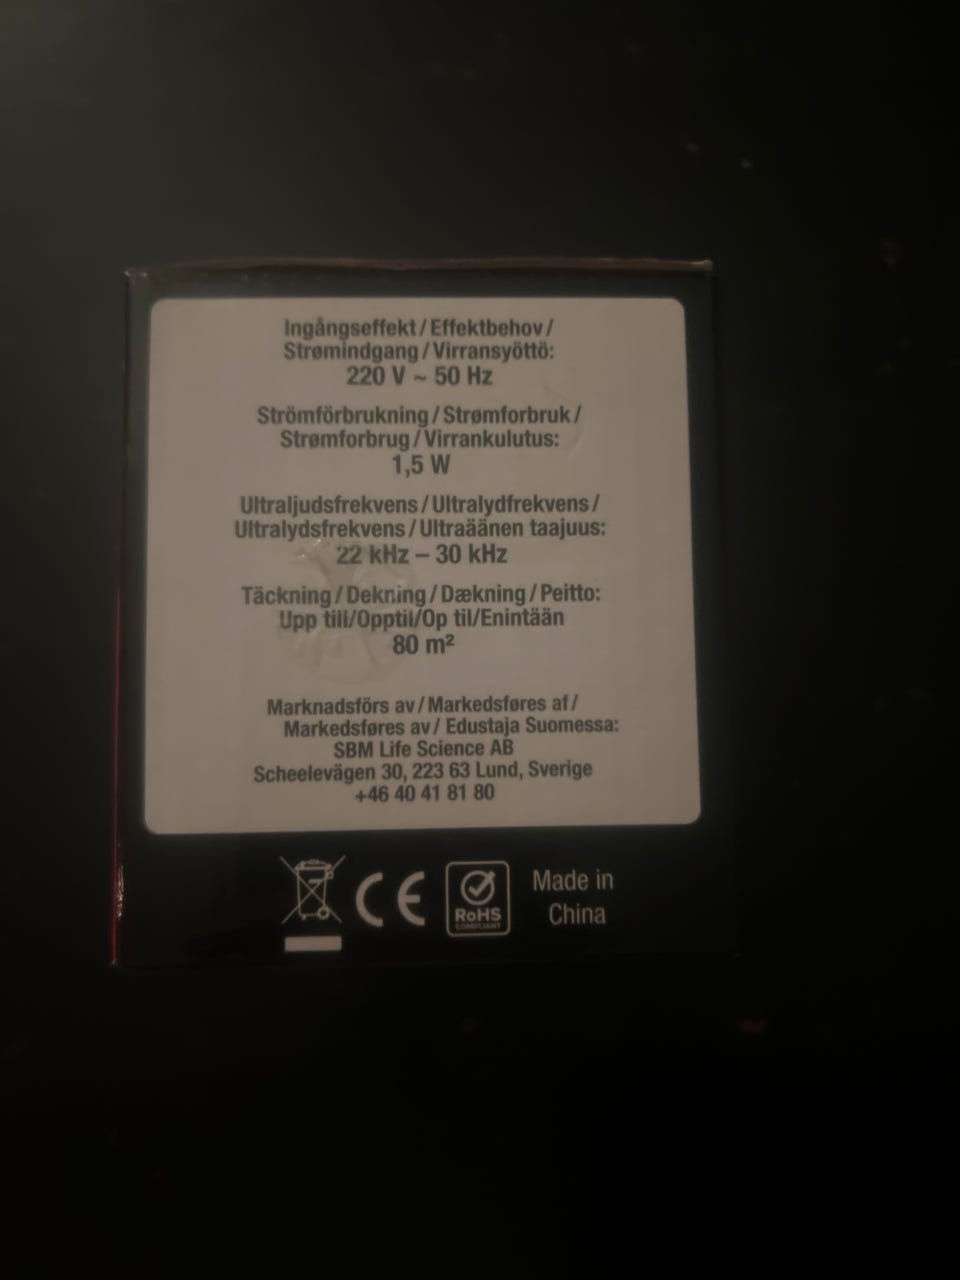 Ingångseffekt / Effektbehov /
Strømindgang / Virransyöttö:
220 V ~ 50 Hz
Strömförbrukning / Strømforbruk /
Strømforbrug / Virrankulutus:
1,5 W
Ultraljudsfrekvens / Ultralydfrekvens /
Ultralydsfrekvens / Ultraäänen taajuus:
22 kHz – 30 kHz
Täckning / Dekning / Dækning / Peitto:
Upp till/Opptil/Op til/Enintään
80 m²
Marknadsförs av / Markedsføres af /
Markedsføres av / Edustaja Suomessa:
SBM Life Science AB
Scheelevägen 30, 223 63 Lund, Sverige
+46 40 41 81 80
CE
RoHS
COMPLIANT
Made in
China